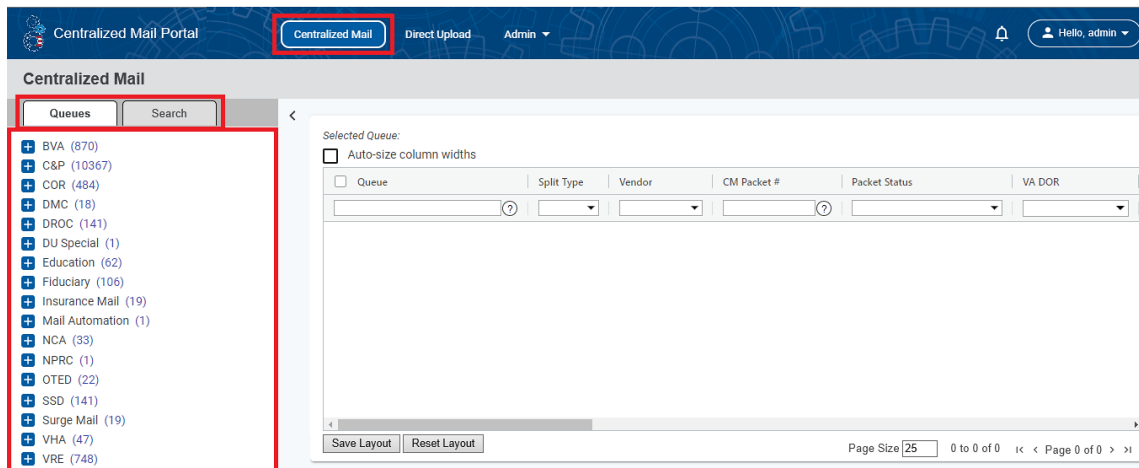 Centralized Mail Portal
Centralized Mail
Direct Upload
Admin
Hello, admin
Centralized Mail
Queues
Search
BVA (870)
C&P (10367)
COR (484)
DMC (18)
DROC (141)
DU Special (1)
Education (62)
Fiduciary (106)
Insurance Mail (19)
Mail Automation (1)
NCA (33)
NPRC (1)
OTED (22)
SSD (141)
Surge Mail (19)
VHA (47)
VRE (748)
Selected Queue:
Auto-size column widths
Queue Split Type Vendor CM Packet # Packet Status VA DOR
? ?
Save Layout Reset Layout
Page Size 25 0 to 0 of 0 Page 0 of 0